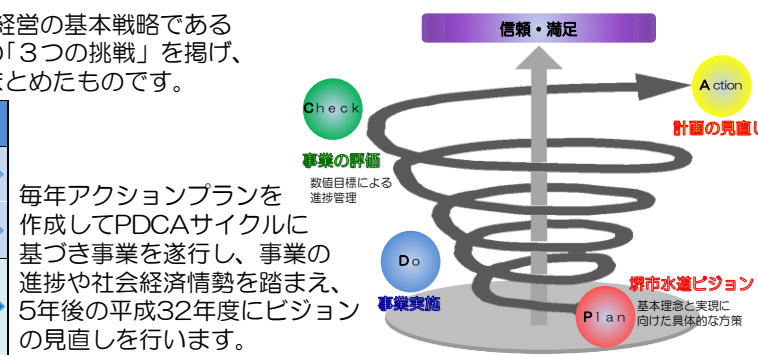 経営の基本戦略である
「３つの挑戦」を掲げ、
とめたものです。
毎年アクションプランを
作成してPDCAサイクルに
基づき事業を遂行し、事業の
進捗や社会経済情勢を踏まえ、
5年後の平成32年度にビジョン
の見直しを行います。
信頼・満足
Action
計画の見直し
Check
事業の評価
数値目標による
進捗管理
Do
事業実施
堺市水道ビジョン
Plan
基本理念と実現に
向けた具体的な方策